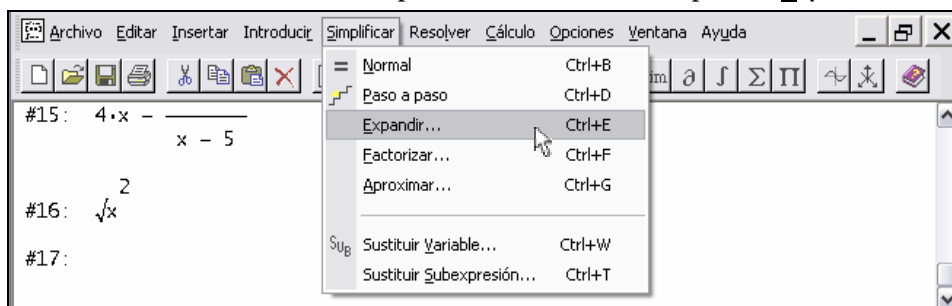 Archivo Editar Insertar Introducir Simplificar Resolver Cálculo Opciones Ventana Ayuda
= Normal Ctrl+B
Paso a paso Ctrl+D
Expandir... Ctrl+E
Factorizar... Ctrl+F
Aproximar... Ctrl+G
SUB Sustituir Variable... Ctrl+W
Sustituir Subexpresión... Ctrl+T
∂ ∫ Σ Π
#15: 4·x - ―
x - 5
2
#16: √x
#17: